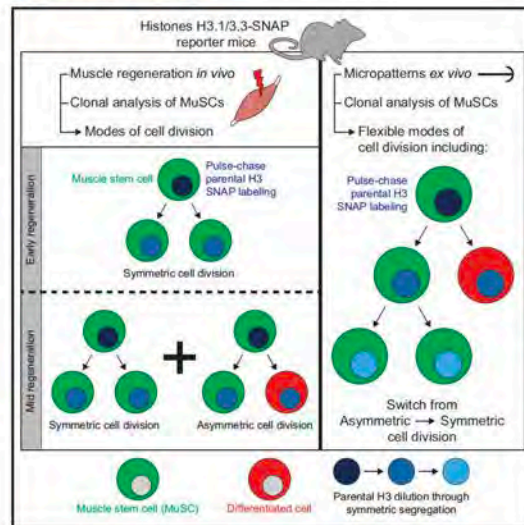 Histones H3.1/3.3-SNAP
reporter mice
Muscle regeneration in vivo
Clonal analysis of MuSCs
Modes of cell division
Early regeneration
Muscle stem cell
Pulse-chase
parental H3
SNAP labeling
Symmetric cell division
Mid regeneration
Symmetric cell division
Asymmetric cell division
Micropatterns ex vivo
Clonal analysis of MuSCs
Flexible modes of
cell division including:
Pulse-chase
parental H3
SNAP labeling
Switch from
Asymmetric → Symmetric
cell division
Muscle stem cell (MuSC)
Differentiated cell
Parental H3 dilution through
symmetric segregation